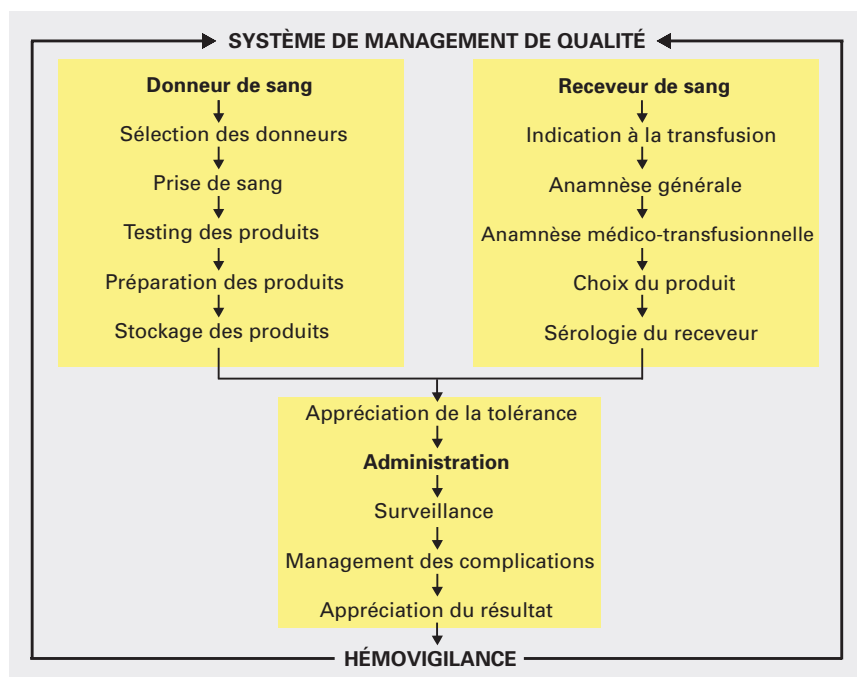 SYSTÈME DE MANAGEMENT DE QUALITÉ
Donneur de sang
Sélection des donneurs
Prise de sang
Testing des produits
Préparation des produits
Stockage des produits
Receveur de sang
Indication à la transfusion
Anamnèse générale
Anamnèse médico-transfusionnelle
Choix du produit
Sérologie du receveur
Appréciation de la tolérance
Administration
Surveillance
Management des complications
Appréciation du résultat
HÉMOVIGILANCE